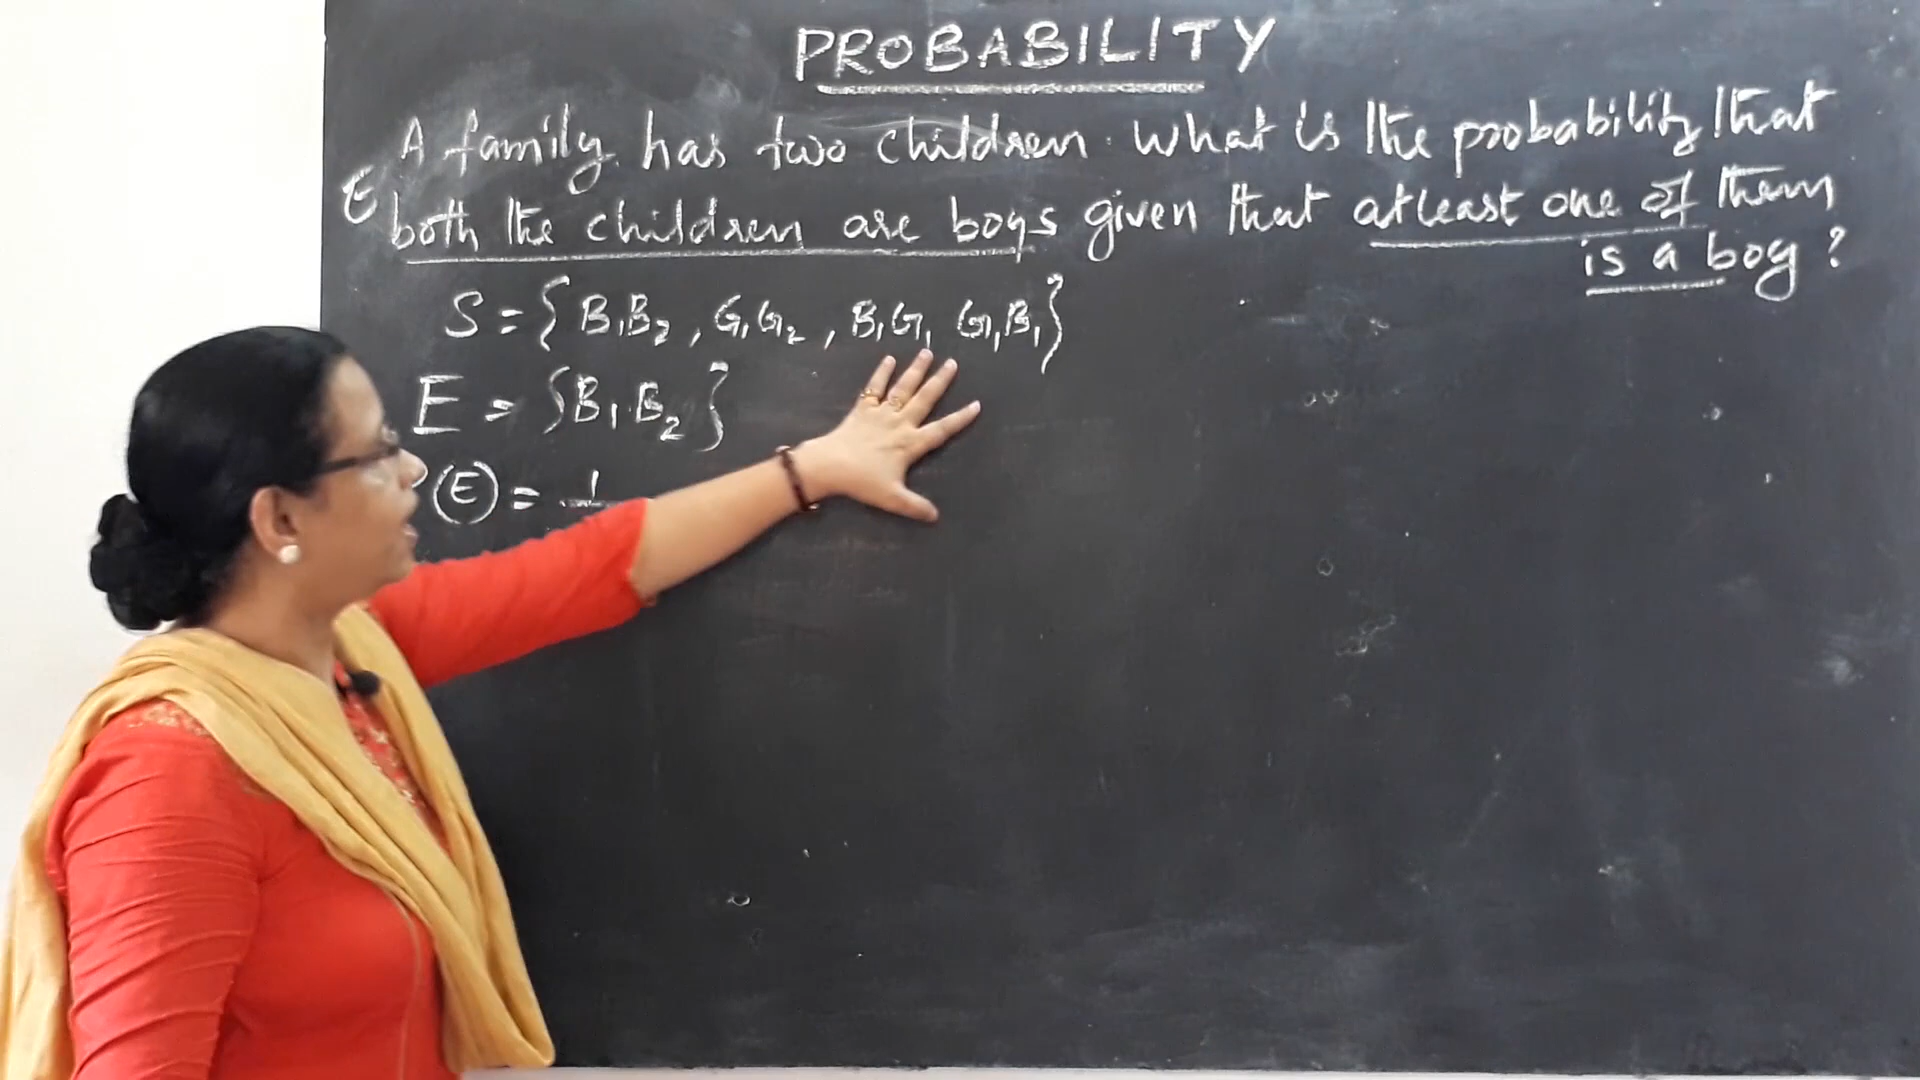 PROBABILITY
A family has two children. What is the probability that
E both the children are boys given that atleast one of them
is a boy ?
S = { B₁B₂ , G₁G₂ , B₁G₁ G₁B₁}
E = {B₁B₂}
(E) = 1